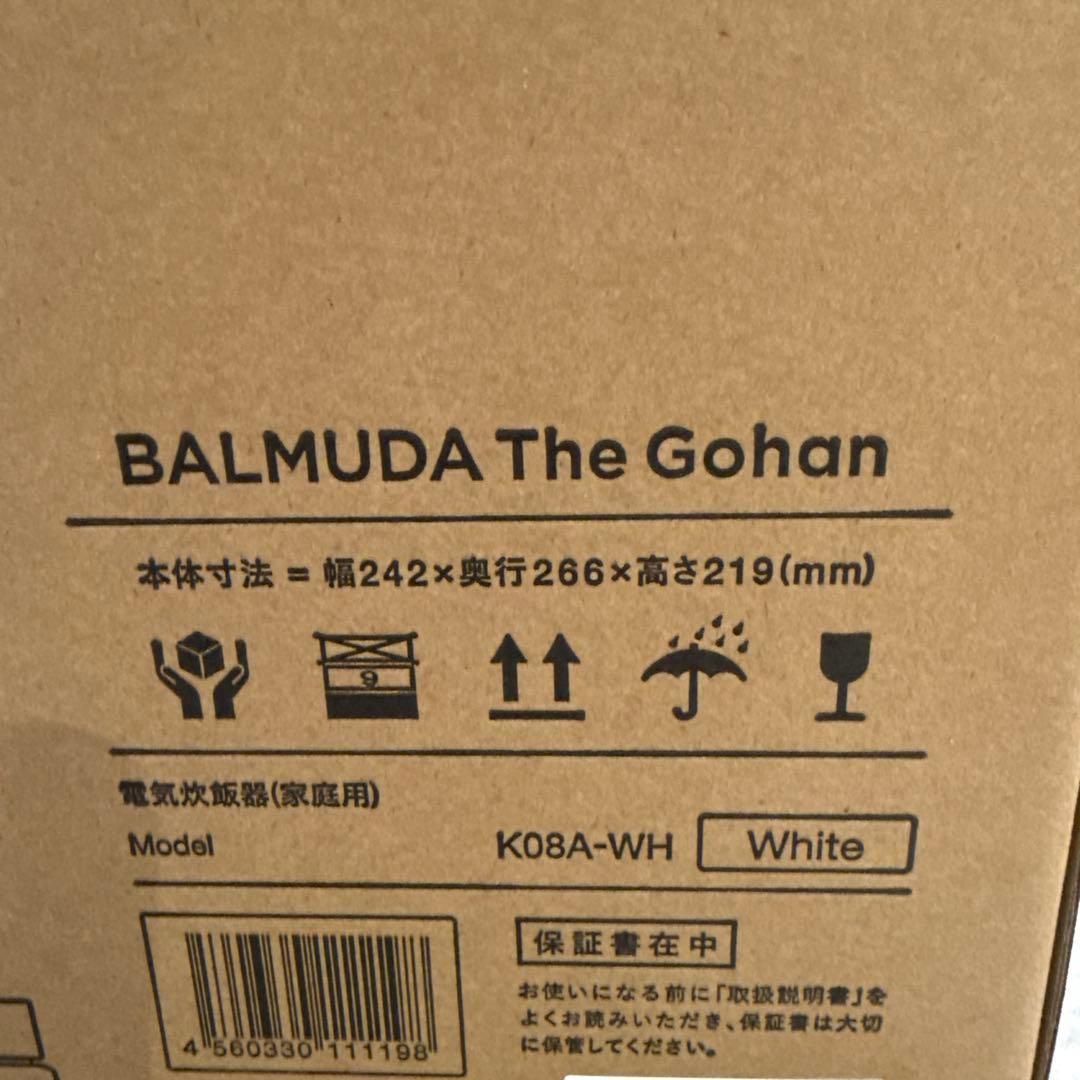 BALMUDA The Gohan
本体寸法 = 幅242×奥行266×高さ219(mm)
9
電気炊飯器(家庭用)
Model K08A-WH White
保証書在中
お使いになる前に「取扱説明書」を
よくお読みいただき、保証書は大切
に保管してください。
4 560330 111198